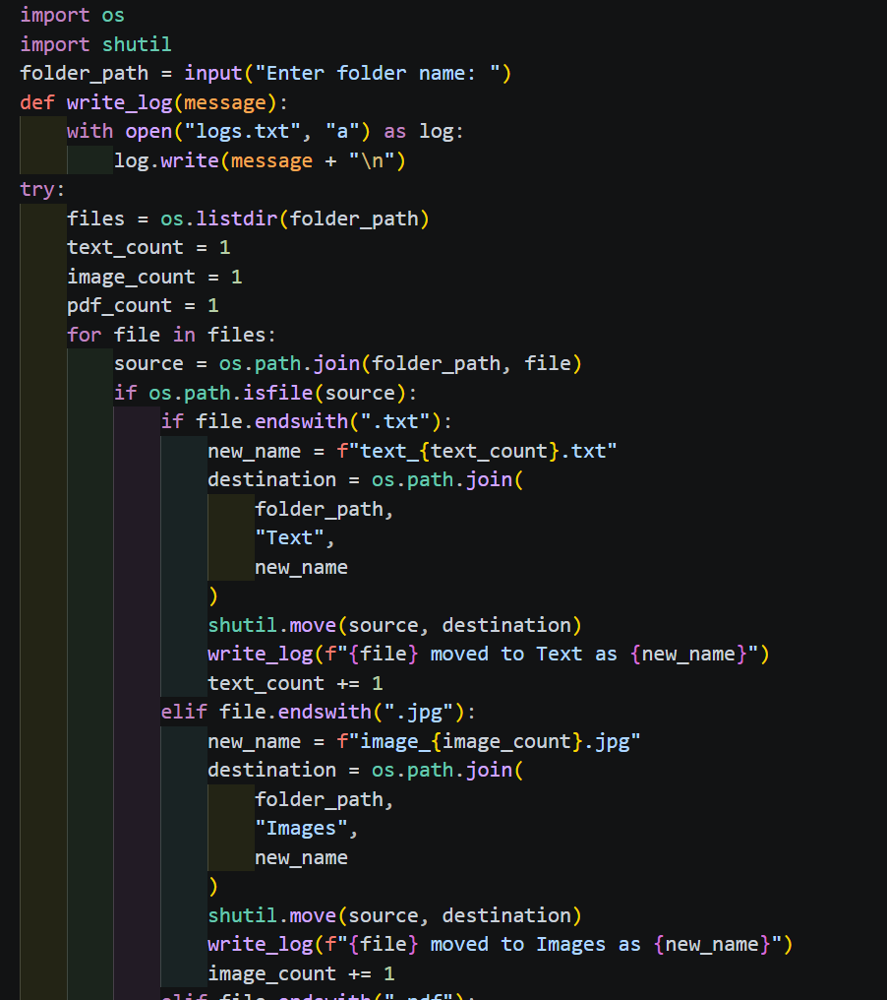 import os
import shutil
folder_path = input("Enter folder name: ")
def write_log(message):
    with open("logs.txt", "a") as log:
        log.write(message + "\n")
try:
    files = os.listdir(folder_path)
    text_count = 1
    image_count = 1
    pdf_count = 1
    for file in files:
        source = os.path.join(folder_path, file)
        if os.path.isfile(source):
            if file.endswith(".txt"):
                new_name = f"text_{text_count}.txt"
                destination = os.path.join(
                    folder_path,
                    "Text",
                    new_name
                )
                shutil.move(source, destination)
                write_log(f"{file} moved to Text as {new_name}")
                text_count += 1
            elif file.endswith(".jpg"):
                new_name = f"image_{image_count}.jpg"
                destination = os.path.join(
                    folder_path,
                    "Images",
                    new_name
                )
                shutil.move(source, destination)
                write_log(f"{file} moved to Images as {new_name}")
                image_count += 1
            elif file.endswith(".pdf"):